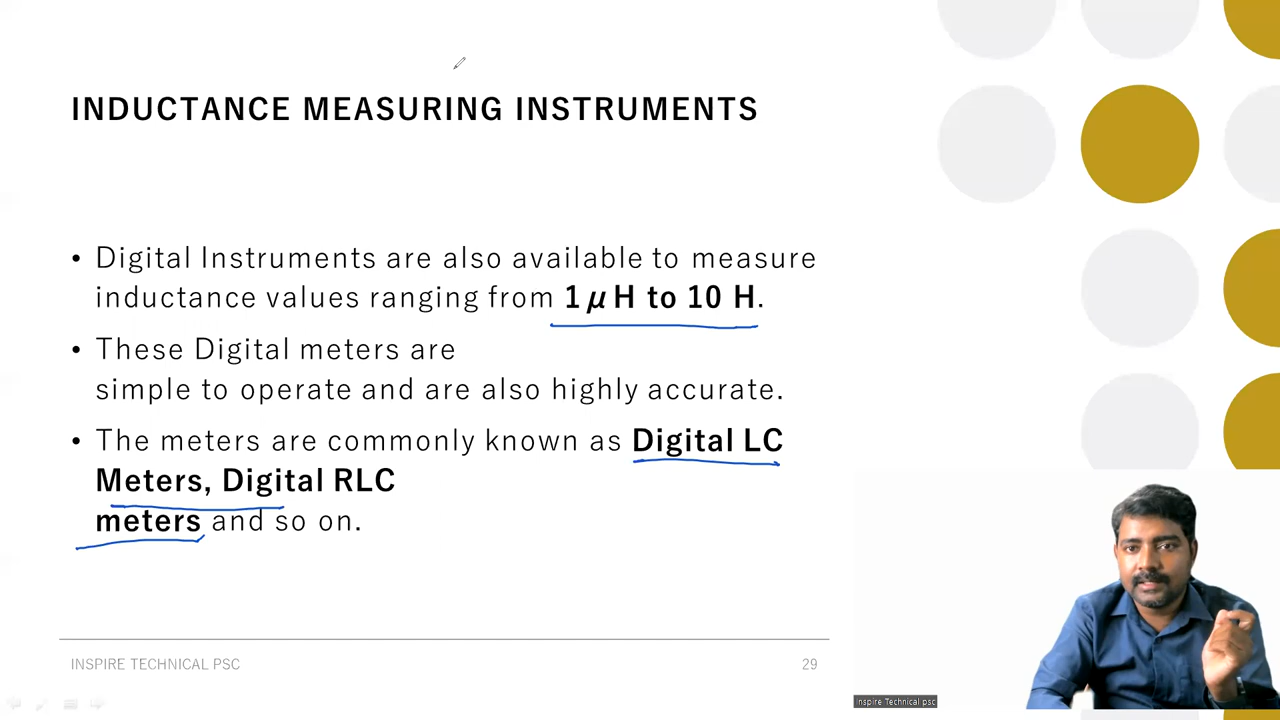 INDUCTANCE MEASURING INSTRUMENTS
• Digital Instruments are also available to measure
inductance values ranging from 1 μ H to 10 H.
• These Digital meters are
simple to operate and are also highly accurate.
• The meters are commonly known as Digital LC
Meters, Digital RLC
meters and so on.
INSPIRE TECHNICAL PSC
29
Inspire Technical psc